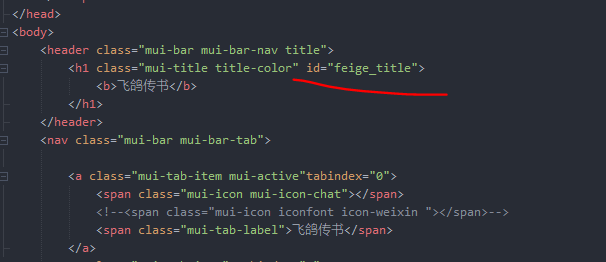 </head>
<body>
<header class="mui-bar mui-bar-nav title">
<h1 class="mui-title title-color" id="feige_title">
<b>飞鸽传书</b>
</h1>
</header>
<nav class="mui-bar mui-bar-tab">
<a class="mui-tab-item mui-active"tabindex="0">
<span class="mui-icon mui-icon-chat"></span>
<!--<span class="mui-icon iconfont icon-weixin "></span>-->
<span class="mui-tab-label">飞鸽传书</span>
</a>